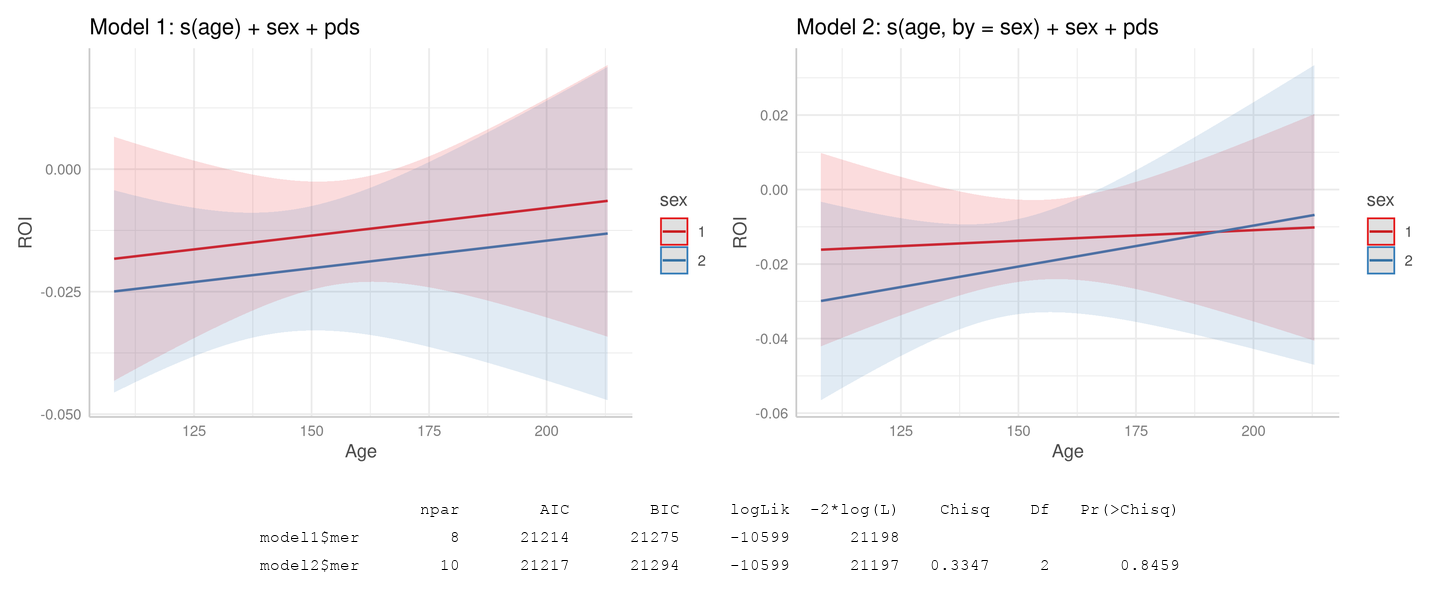 Model 1: s(age) + sex + pds
ROI
0.000
-0.025
-0.050
125 150 175 200
Age
sex
1
2
Model 2: s(age, by = sex) + sex + pds
ROI
0.02
0.00
-0.02
-0.04
-0.06
125 150 175 200
Age
sex
1
2
npar AIC BIC logLik -2*log(L) Chisq Df Pr(>Chisq)
model1$mer 8 21214 21275 -10599 21198
model2$mer 10 21217 21294 -10599 21197 0.3347 2 0.8459